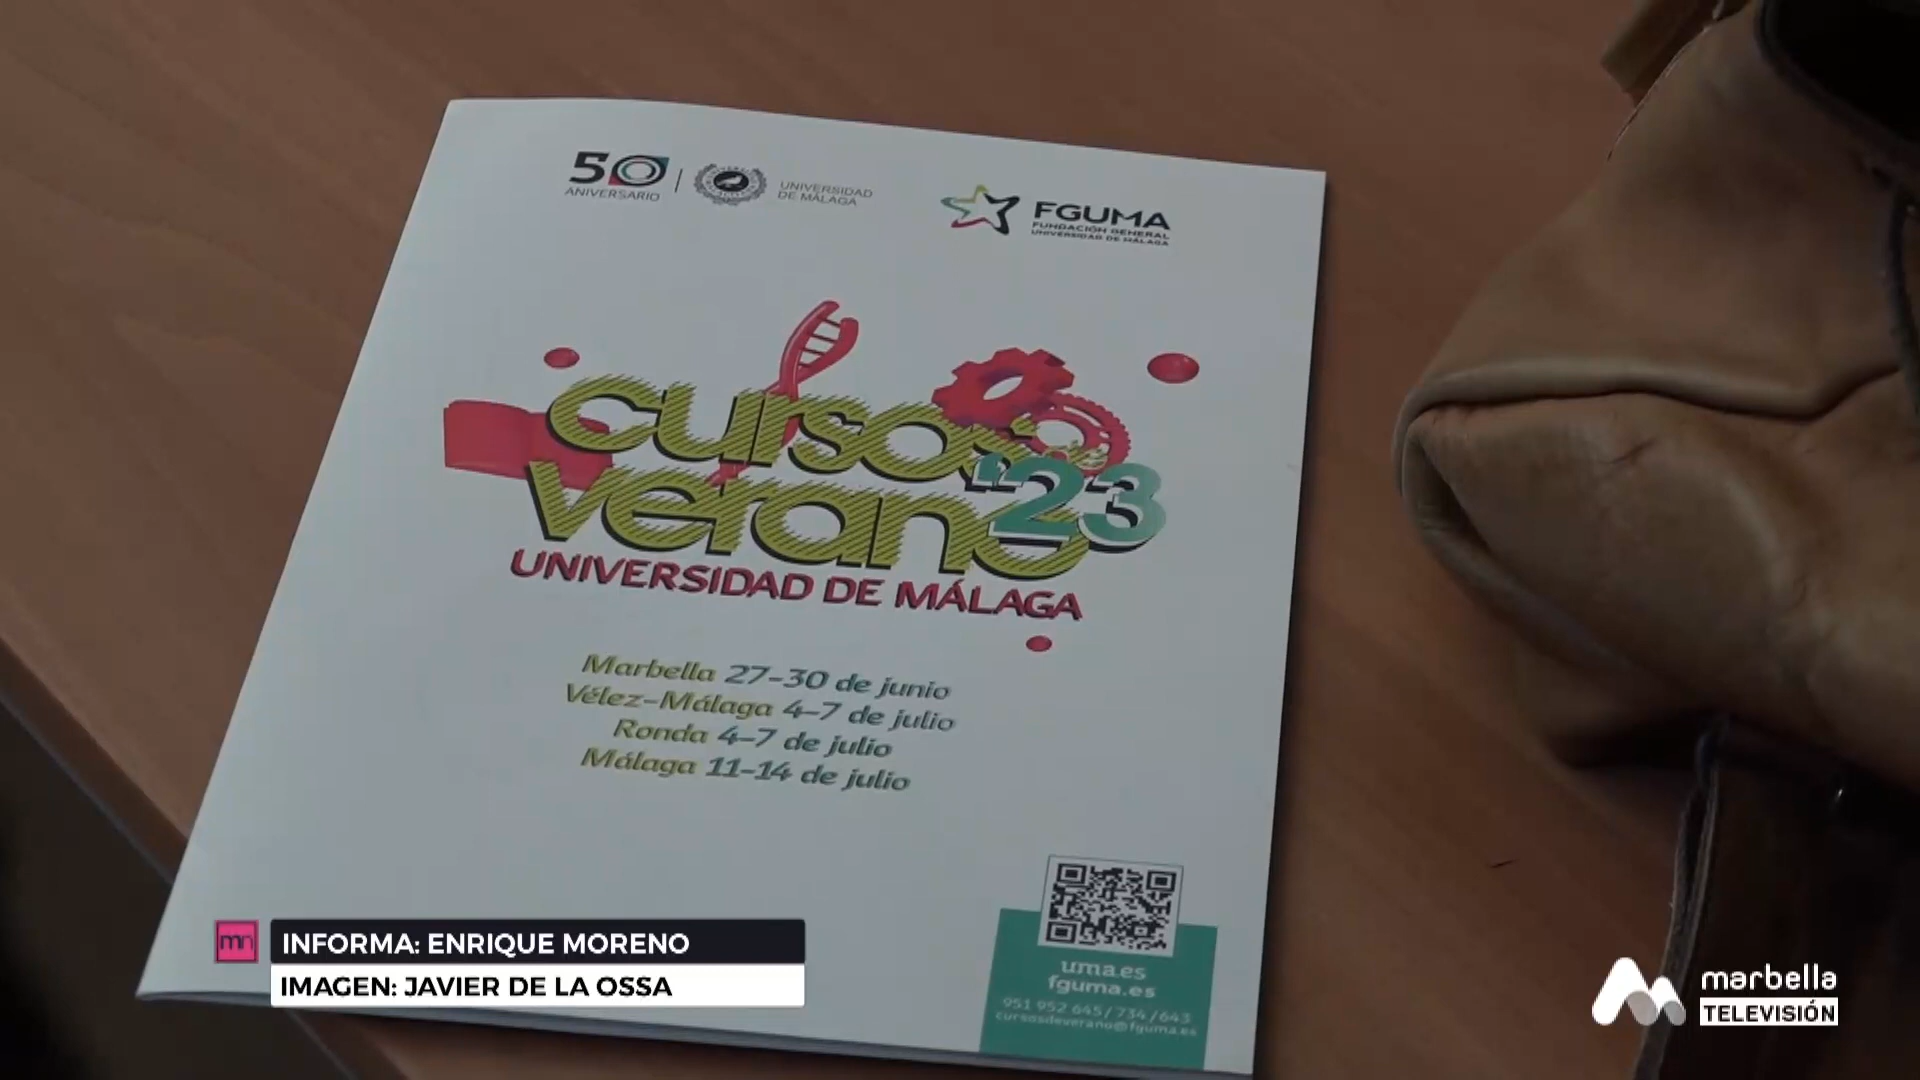 50
ANIVERSARIO
UNIVERSIDAD
DE MÁLAGA
FGUMA
FUNDACIÓN GENERAL
UNIVERSIDAD DE MÁLAGA
cursos de
verano '23
UNIVERSIDAD DE MÁLAGA
Marbella 27-30 de junio
Vélez-Málaga 4-7 de julio
Ronda 4-7 de julio
Málaga 11-14 de julio
uma.es
fguma.es
951 952 645/734/643
cursosdeverano@fguma.es
mn
INFORMA: ENRIQUE MORENO
IMAGEN: JAVIER DE LA OSSA
marbella
TELEVISIÓN